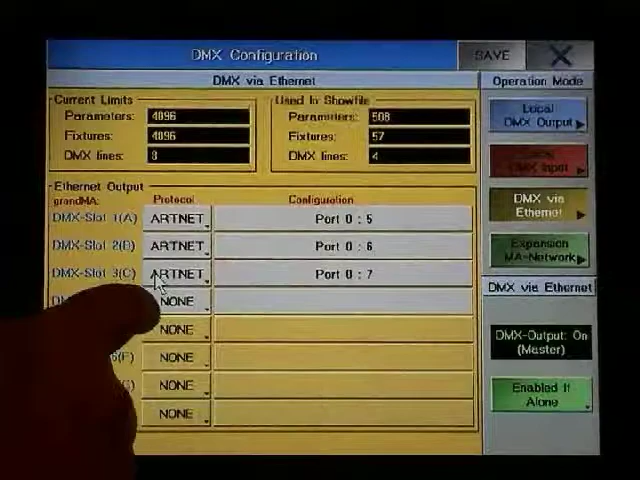 DMX Configuration
SAVE
X
DMX via Ethernet
Operation Mode
Current Limits
Parameters: 4096
Fixtures: 4096
DMX lines: 8
Used In Showfile
Parameters: 508
Fixtures: 57
DMX lines: 4
Local
DMX Output
DMX Input
DMX via
Ethernet
Expansion
MA-Network
DMX via Ethernet
DMX-Output: On
(Master)
Enabled If
Alone
Ethernet Output
grandMA: Protocol Configuration
DMX-Slot 1(A) ARTNET Port 0 : 5
DMX-Slot 2(B) ARTNET Port 0 : 6
DMX-Slot 3(C) ARTNET Port 0 : 7
NONE
NONE
(F) NONE
NONE
NONE